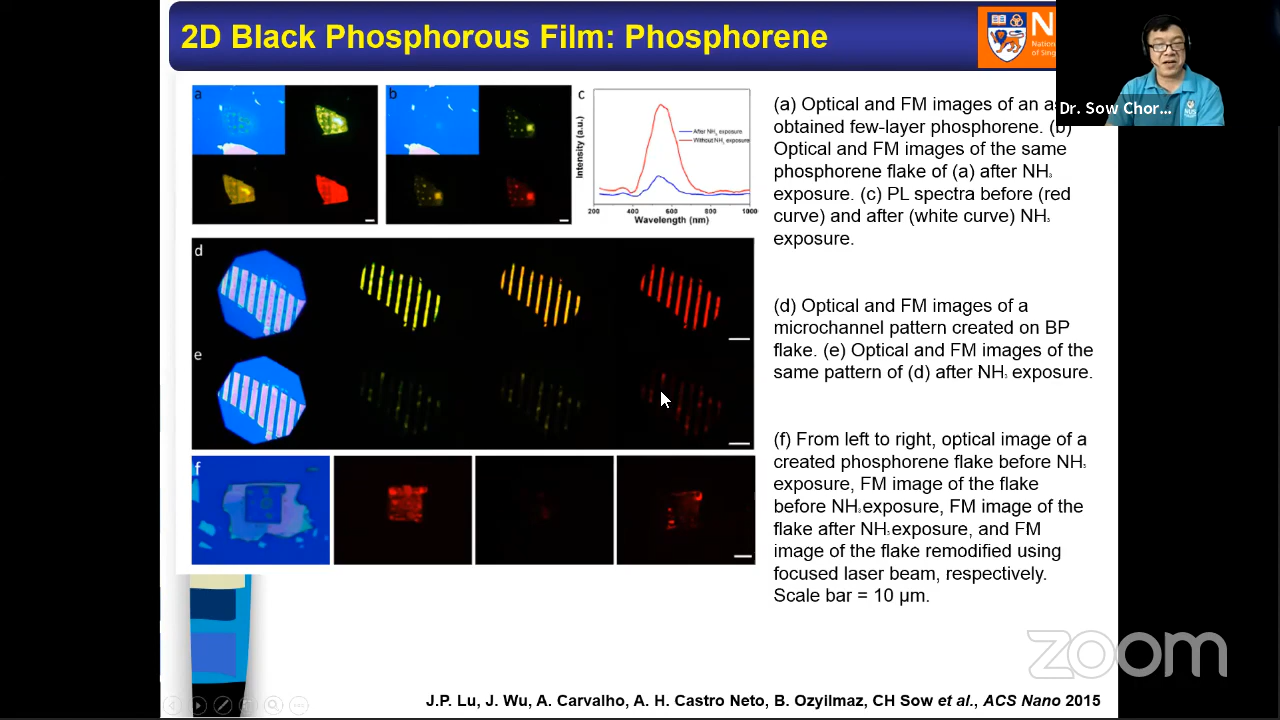 2D Black Phosphorous Film: Phosphorene
N
Nation
of Sing
Dr. Sow Chor...
a
b
c
Intensity (a.u.)
After NH3 exposure
Without NH3 exposure
200 400 600 800 1000
Wavelength (nm)
(a) Optical and FM images of an as
obtained few-layer phosphorene. (b)
Optical and FM images of the same
phosphorene flake of (a) after NH3
exposure. (c) PL spectra before (red
curve) and after (white curve) NH3
exposure.
d
e
(d) Optical and FM images of a
microchannel pattern created on BP
flake. (e) Optical and FM images of the
same pattern of (d) after NH3 exposure.
f
(f) From left to right, optical image of a
created phosphorene flake before NH3
exposure, FM image of the flake
before NH3 exposure, FM image of the
flake after NH3 exposure, and FM
image of the flake remodified using
focused laser beam, respectively.
Scale bar = 10 μm.
zoom
J.P. Lu, J. Wu, A. Carvalho, A. H. Castro Neto, B. Ozyilmaz, CH Sow et al., ACS Nano 2015